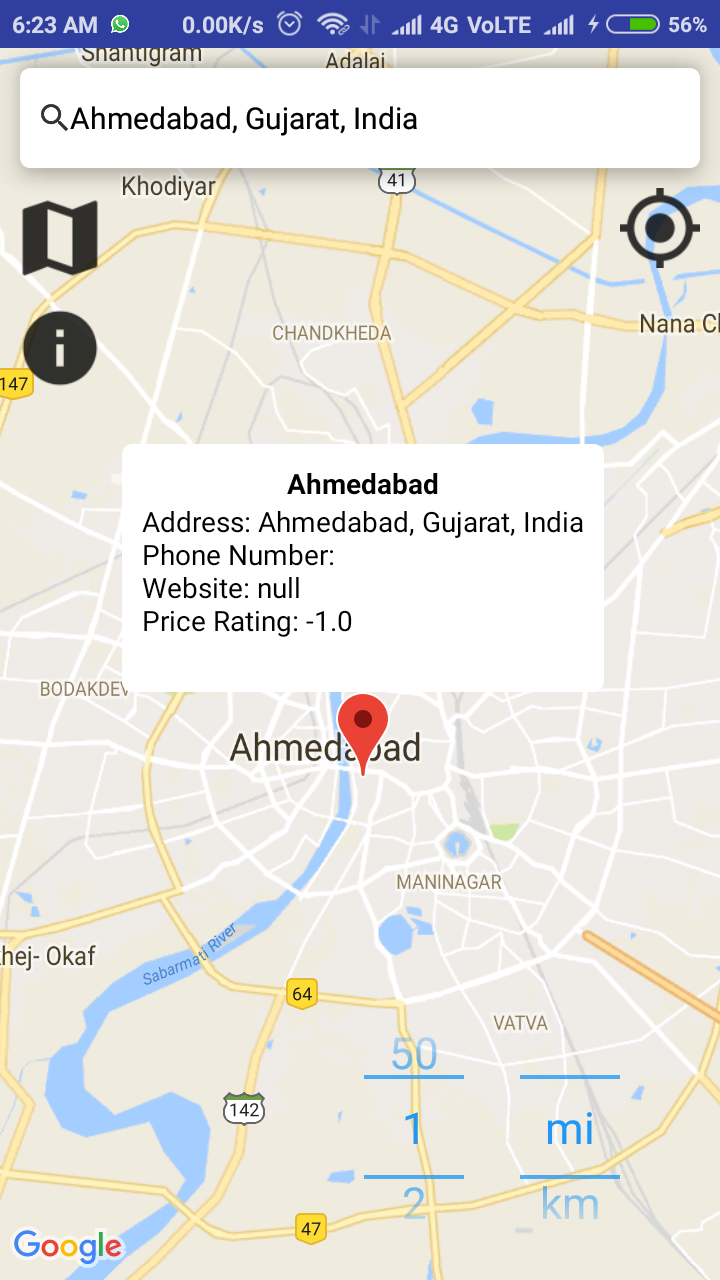 6:23 AM 0.00K/s 4G VoLTE 56%
Shantigram
Adalaj
Ahmedabad, Gujarat, India
Khodiyar
41
CHANDKHEDA
Nana Ch
147
Ahmedabad
Address: Ahmedabad, Gujarat, India
Phone Number:
Website: null
Price Rating: -1.0
BODAKDEV
Ahmedabad
MANINAGAR
khej- Okaf
Sabarmati River
64
VATVA
50
142
1 mi
2 km
47
Google